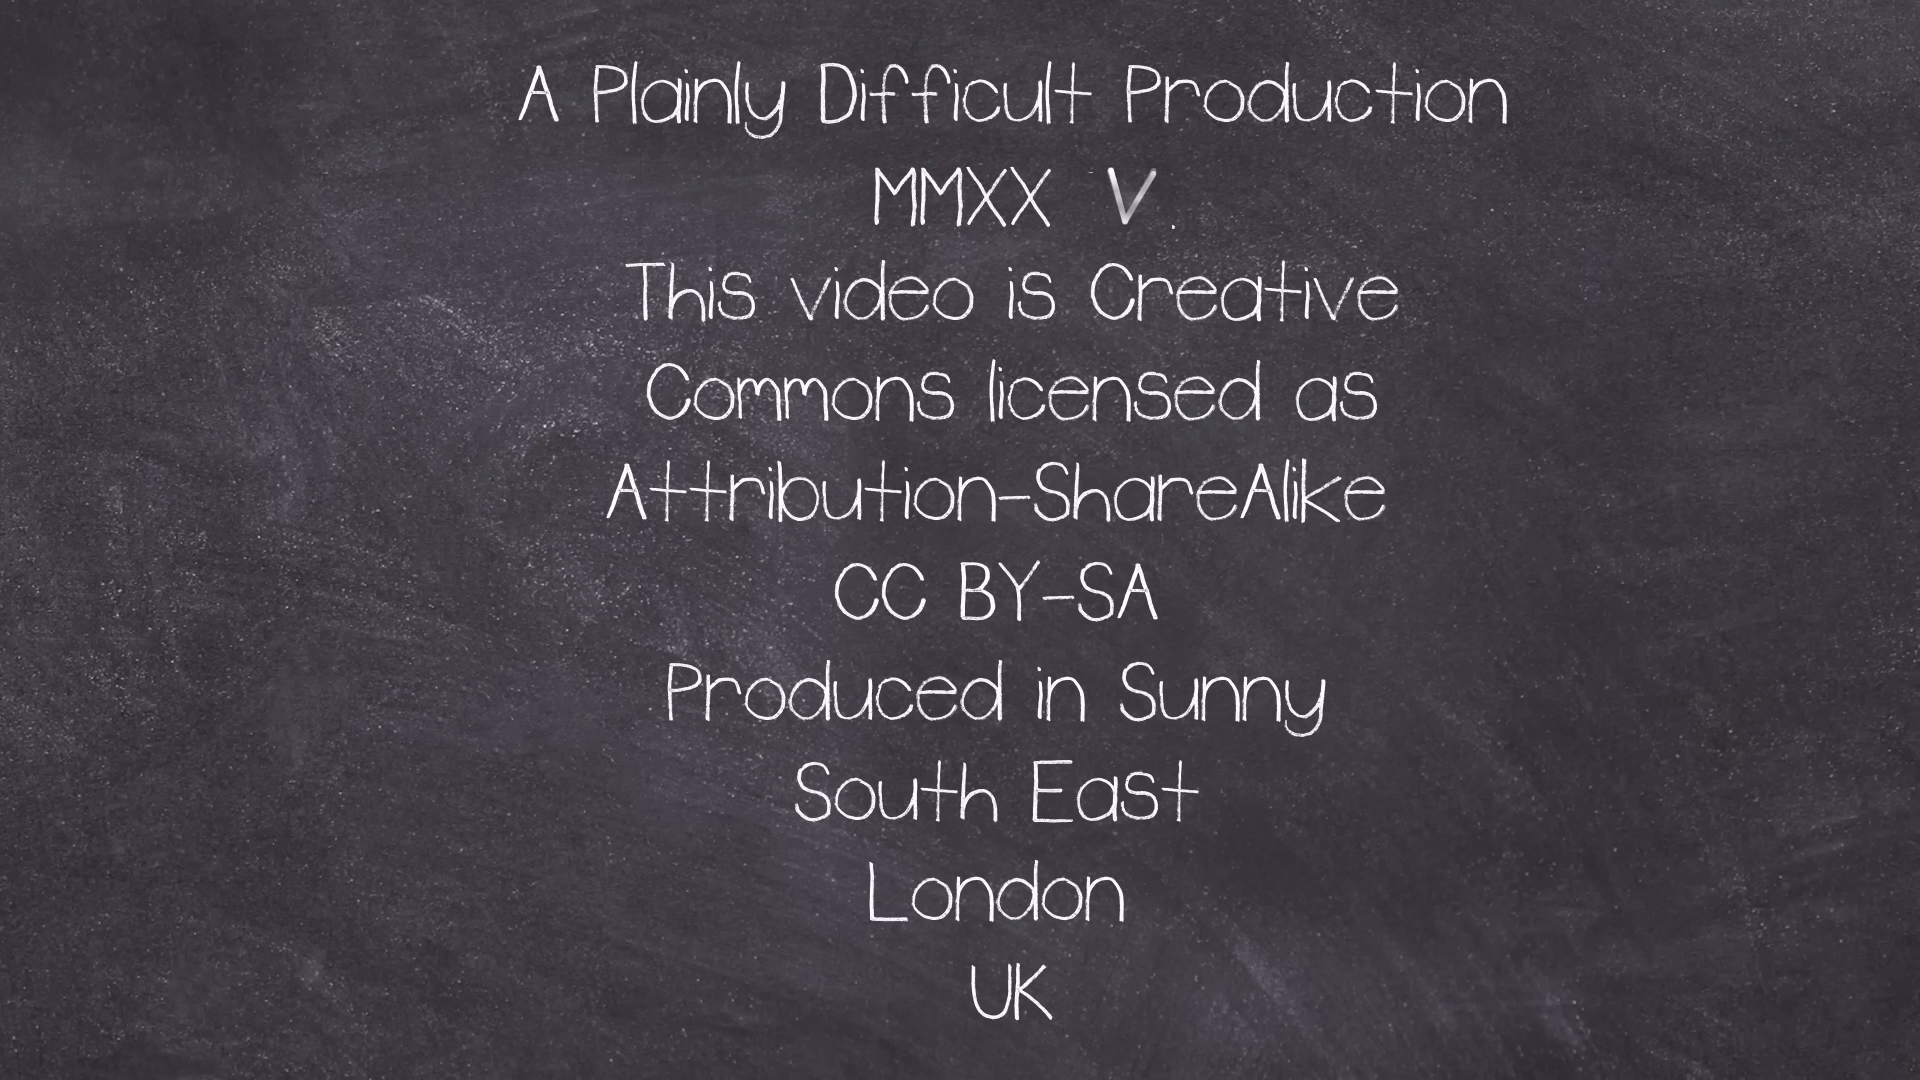 A Plainly Difficult Production
MMXX V.
This video is Creative
Commons licensed as
Attribution-ShareAlike
CC BY-SA
Produced in Sunny
South East
London
UK